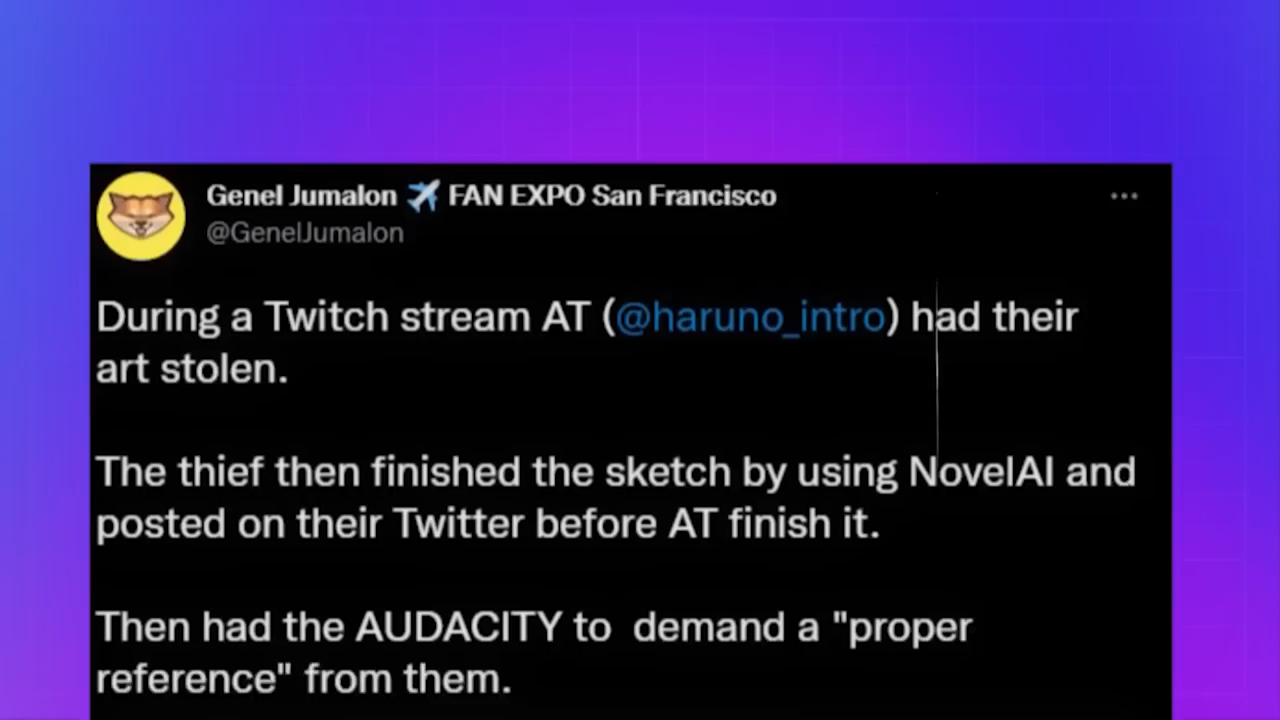 Genel Jumalon ✈ FAN EXPO San Francisco
@GenelJumalon
During a Twitch stream AT (@haruno_intro) had their
art stolen.
The thief then finished the sketch by using NovelAI and
posted on their Twitter before AT finish it.
Then had the AUDACITY to  demand a "proper
reference" from them.